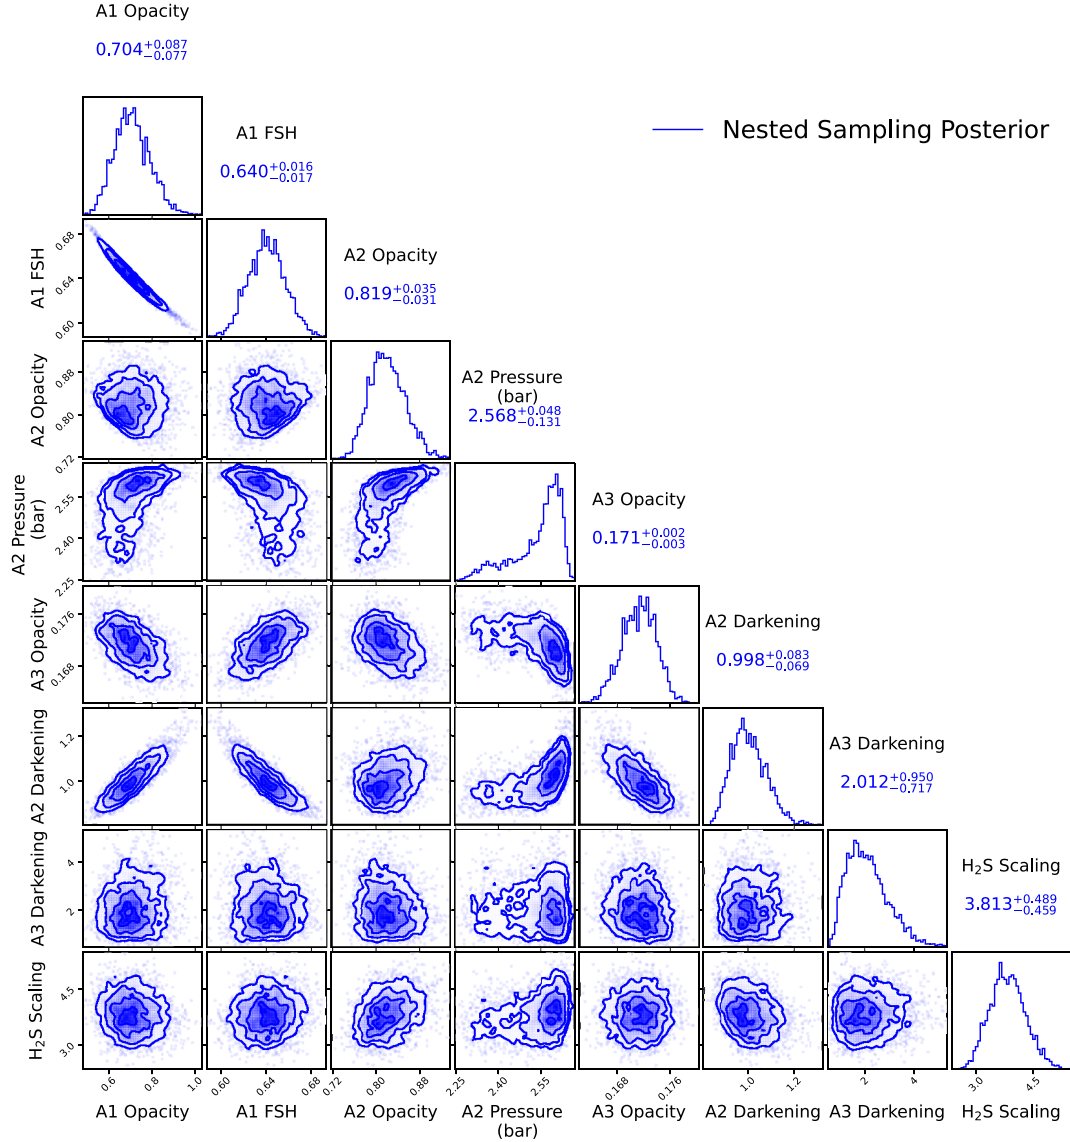 A1 Opacity
0.704+0.087−0.077
A1 FSH
0.640+0.016−0.017
Nested Sampling Posterior
A2 Opacity
0.819+0.035−0.031
A2 Pressure
(bar)
2.568+0.048−0.131
A3 Opacity
0.171+0.002−0.003
A2 Darkening
0.998+0.083−0.069
A3 Darkening
2.012+0.950−0.717
H₂S Scaling
3.813+0.489−0.459
A1 FSH
0.68
0.64
0.60
A2 Opacity
0.88
0.80
0.72
A2 Pressure
(bar)
2.55
2.40
2.25
A3 Opacity
0.176
0.168
A2 Darkening
1.2
1.0
A3 Darkening
4
2
H₂S Scaling
4.5
3.0
0.6 0.8 1.0 0.60 0.64 0.68 0.72 0.80 0.88 2.25 2.40 2.55 0.168 0.176 1.0 1.2 2 4 3.0 4.5
A1 Opacity A1 FSH A2 Opacity A2 Pressure A3 Opacity A2 Darkening A3 Darkening H₂S Scaling
(bar)